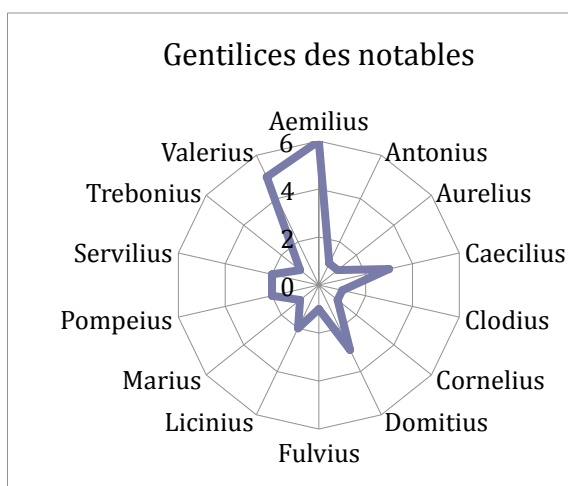 Gentilices des notables
Aemilius
Antonius
Aurelius
Caecilius
Clodius
Cornelius
Domitius
Fulvius
Licinius
Marius
Pompeius
Servilius
Trebonius
Valerius
6
4
2
0